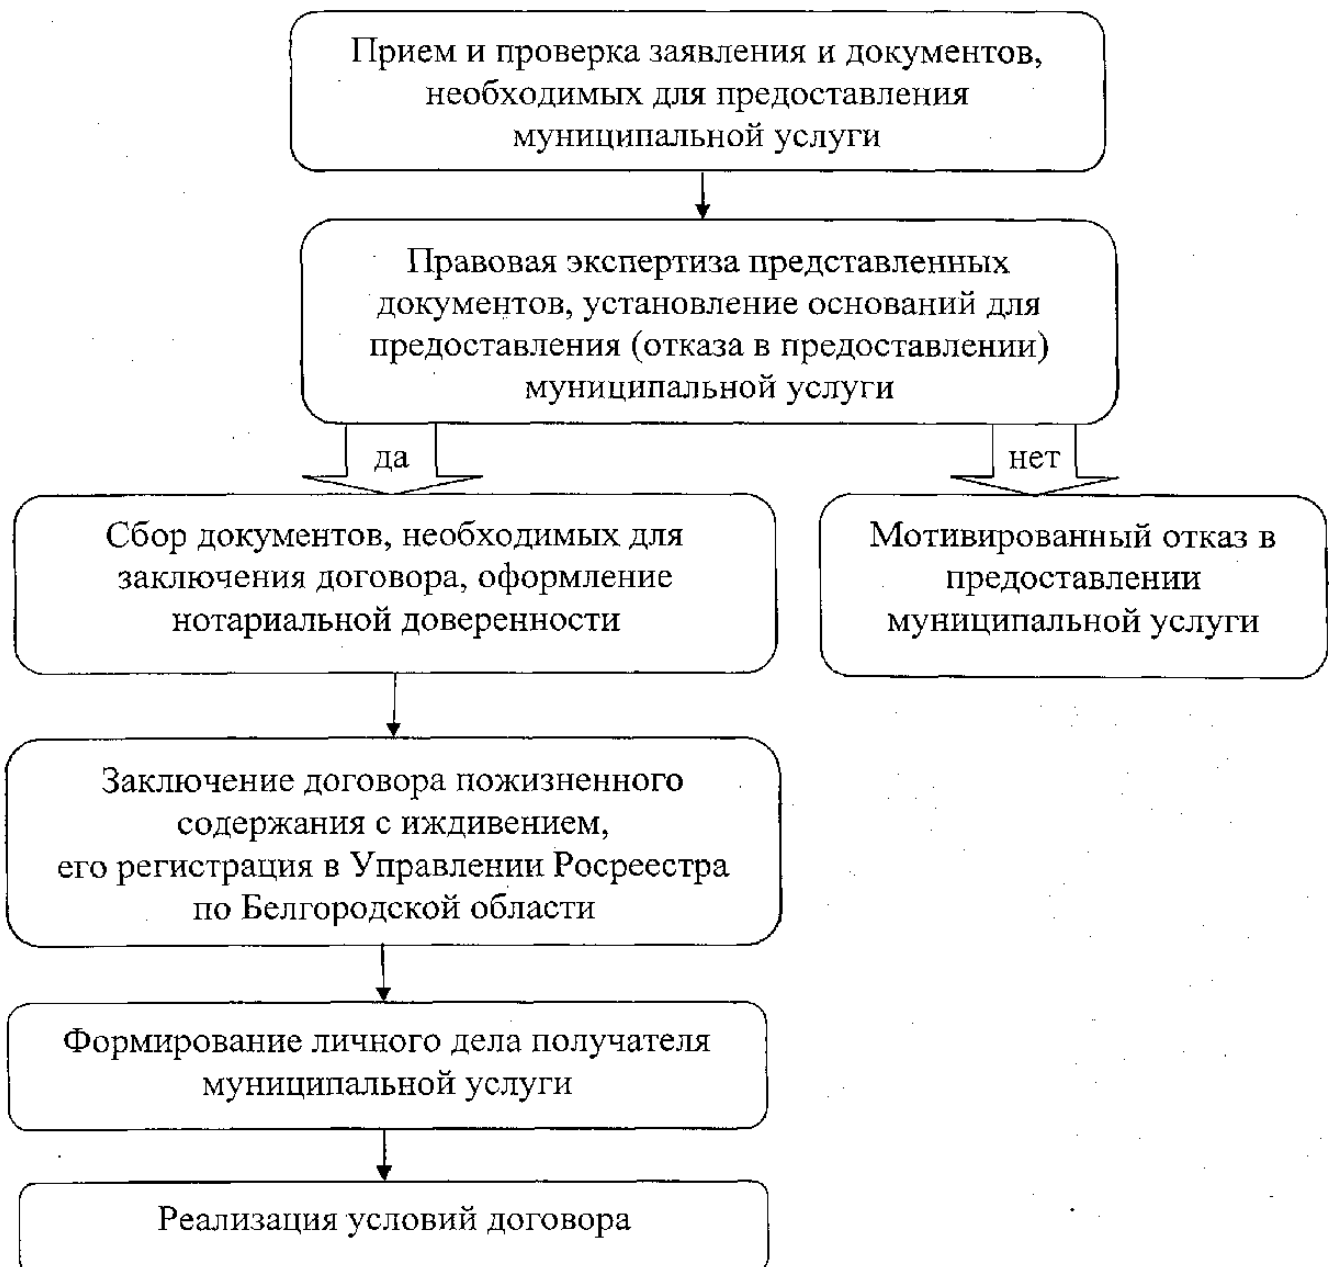 Прием и проверка заявления и документов,
необходимых для предоставления
муниципальной услуги
Правовая экспертиза представленных
документов, установление оснований для
предоставления (отказа в предоставлении)
муниципальной услуги
да
нет
Сбор документов, необходимых для
заключения договора, оформление
нотариальной доверенности
Мотивированный отказ в
предоставлении
муниципальной услуги
Заключение договора пожизненного
содержания с иждивением,
его регистрация в Управлении Росреестра
по Белгородской области
Формирование личного дела получателя
муниципальной услуги
Реализация условий договора